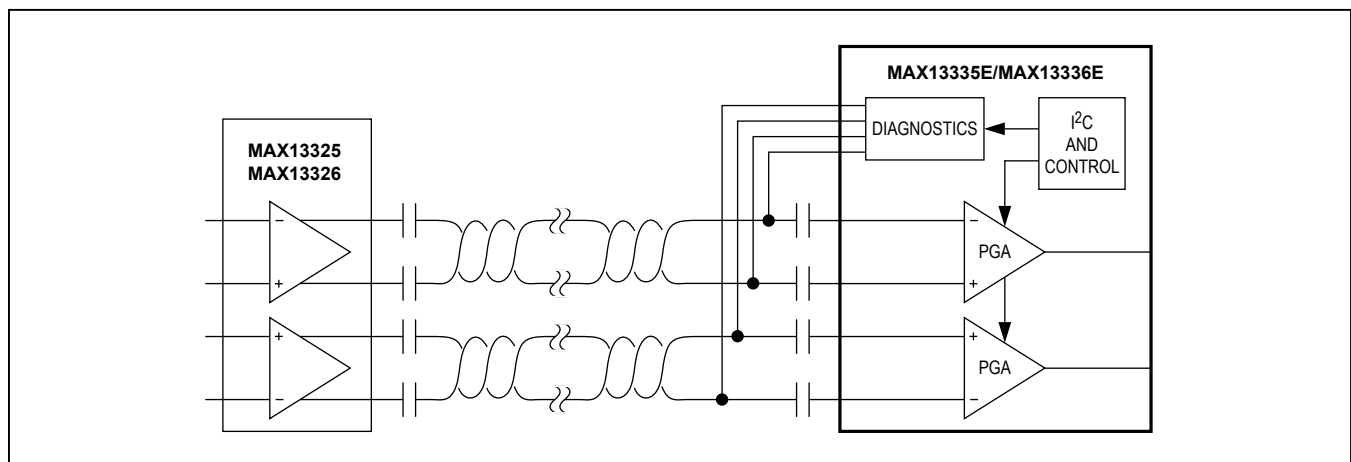 MAX13335E/MAX13336E
DIAGNOSTICS
I²C
AND
CONTROL
MAX13325
MAX13326
−
+
+
−
−
PGA
+
+
PGA
−